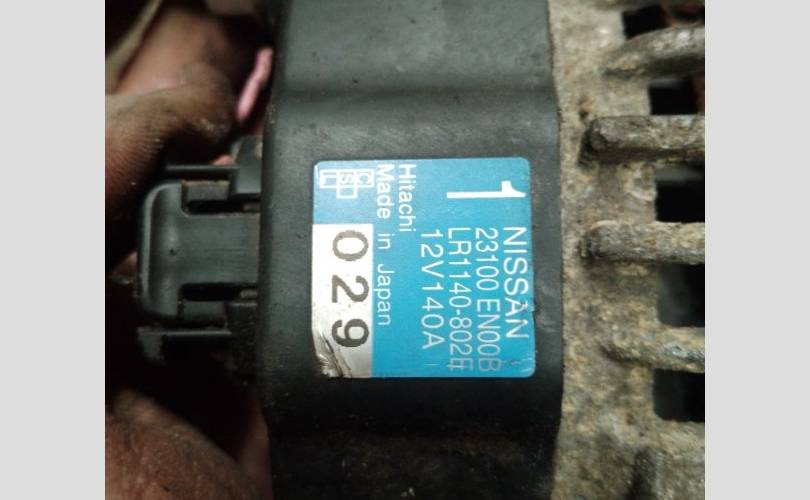 1 NISSAN
23100 EN00B
LR1140-802
12V140A
Hitachi
Made in Japan
C
S
L
029